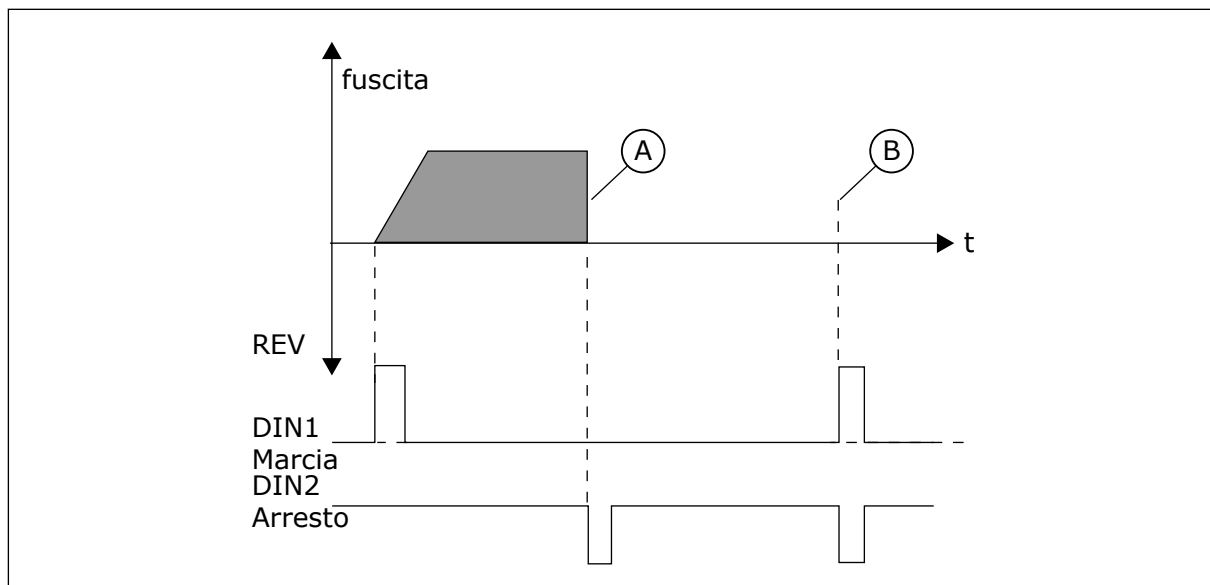 fuscita
A
B
t
REV
DIN1
Marcia
DIN2
Arresto